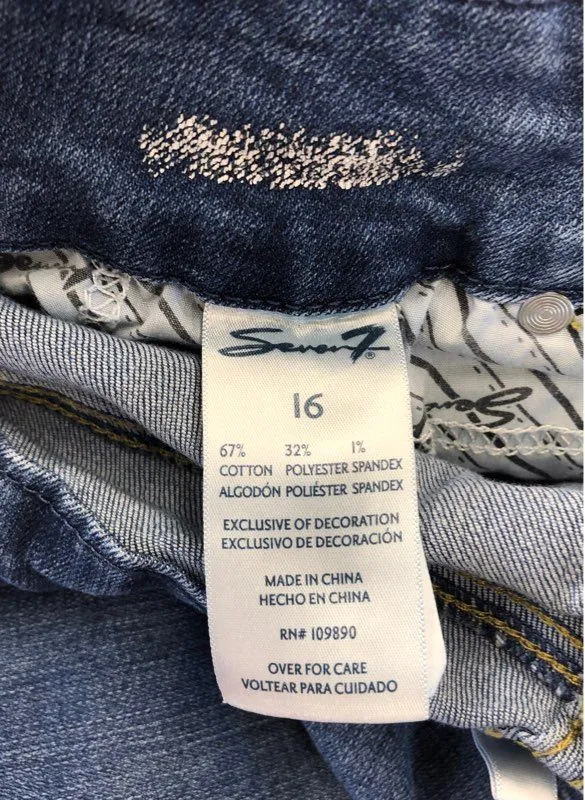 Seven7®
16
67% 32% 1%
COTTON POLYESTER SPANDEX
ALGODÓN POLIÉSTER SPANDEX
EXCLUSIVE OF DECORATION
EXCLUSIVO DE DECORACIÓN
MADE IN CHINA
HECHO EN CHINA
RN# 109890
OVER FOR CARE
VOLTEAR PARA CUIDADO